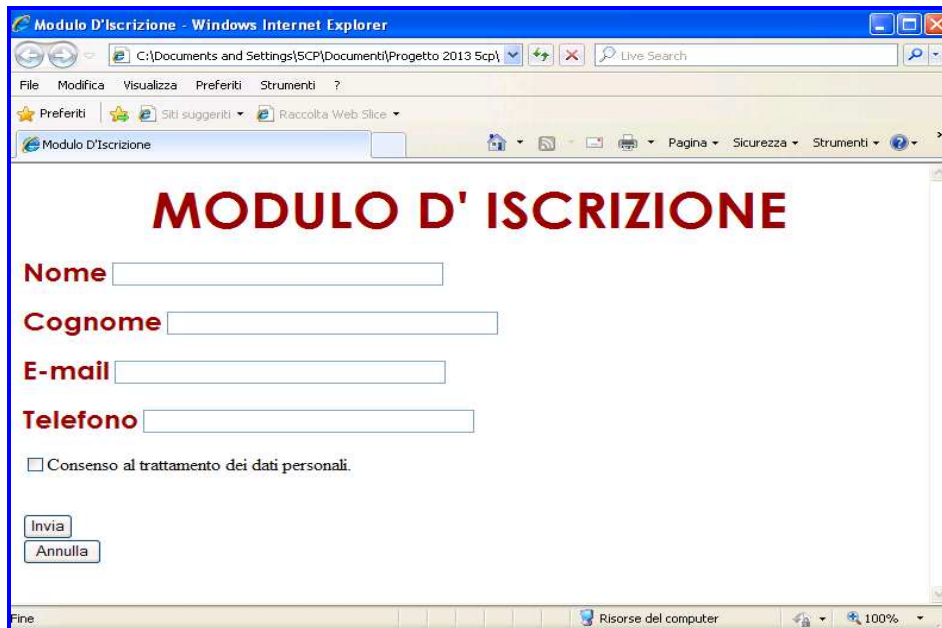 Modulo D'Iscrizione - Windows Internet Explorer
C:\Documents and Settings\5CP\Documenti\Progetto 2013 5cp\ Live Search
File Modifica Visualizza Preferiti Strumenti ?
Preferiti Siti suggeriti Raccolta Web Slice
Modulo D'Iscrizione Pagina Sicurezza Strumenti
MODULO D' ISCRIZIONE
Nome
Cognome
E-mail
Telefono
Consenso al trattamento dei dati personali.
Invia
Annulla
Fine Risorse del computer 100%